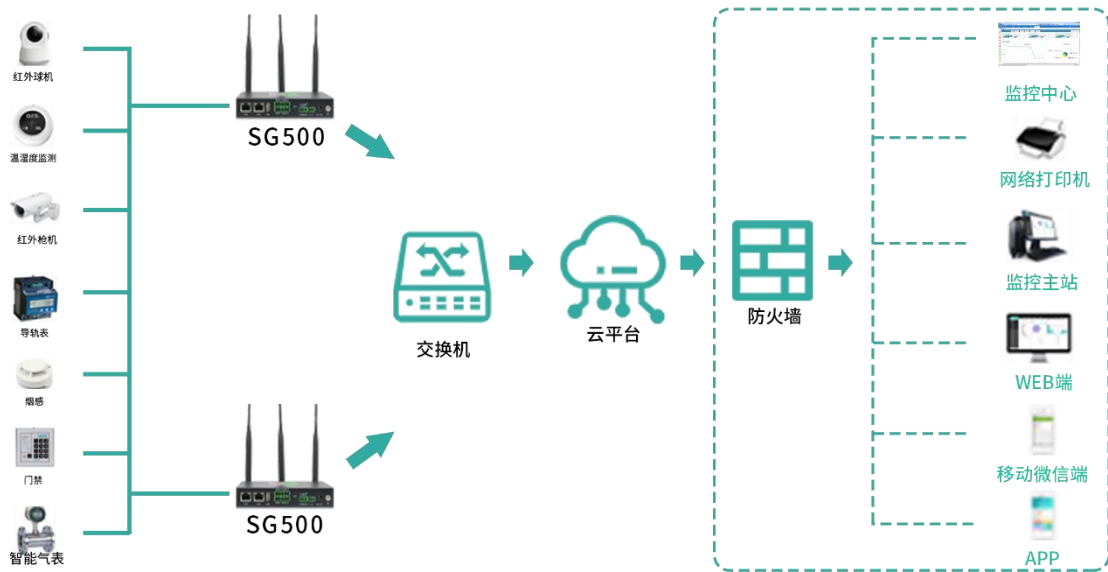 红外球机
温湿度监测
红外枪机
导轨表
烟感
门禁
智能气表
SG500
SG500
交换机
云平台
防火墙
监控中心
网络打印机
监控主站
WEB端
移动微信端
APP